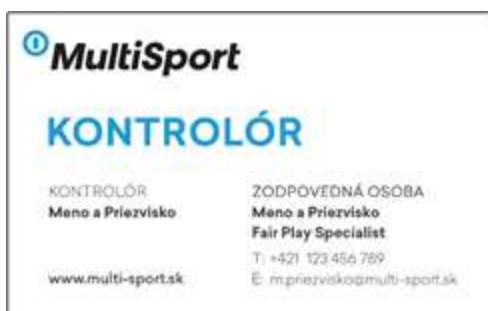 MultiSport
KONTROLÓR
KONTROLÓR
Meno a Priezvisko
www.multi-sport.sk
ZODPOVEDNÁ OSOBA
Meno a Priezvisko
Fair Play Specialist
T: +421 123 456 789
E: m.priezvisko@multi-sport.sk